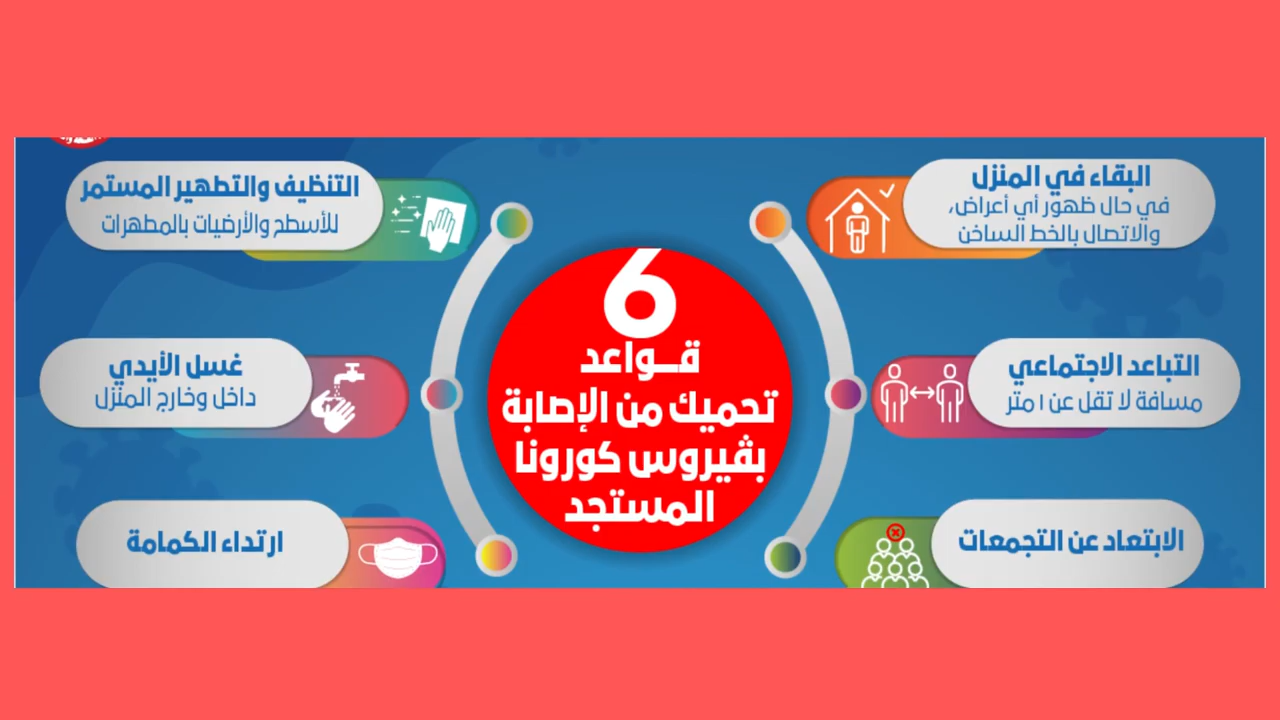 6
قـواعد
تحميك من الإصابة
بڤيروس كورونا
المستجد
البقاء في المنزل
في حال ظهور أي أعراض،
والاتصال بالخط الساخن
التباعد الاجتماعي
مسافة لا تقل عن ١ متر
الابتعاد عن التجمعات
التنظيف والتطهير المستمر
للأسطح والأرضيات بالمطهرات
غسل الأيدي
داخل وخارج المنزل
ارتداء الكمامة